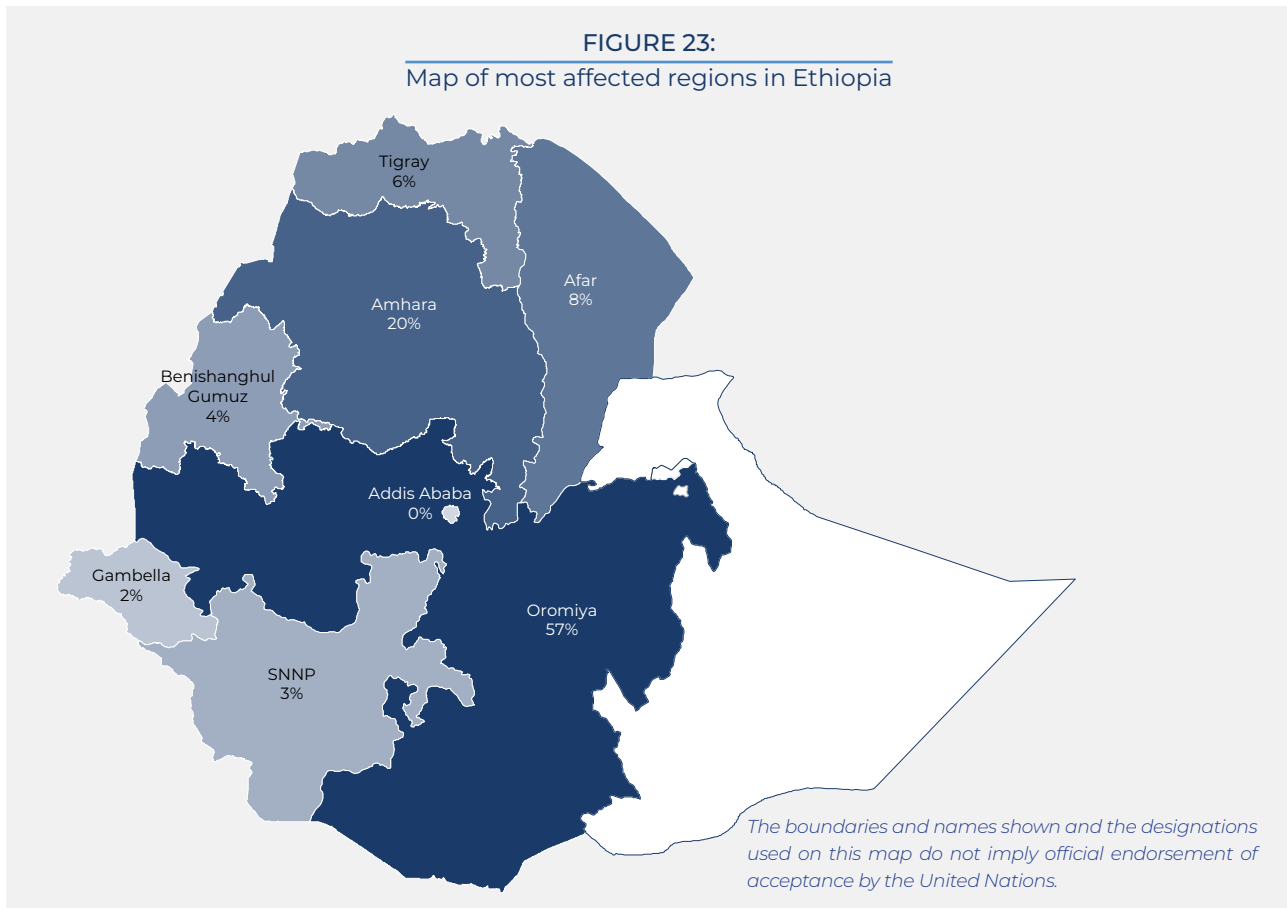 FIGURE 23:
Map of most affected regions in Ethiopia
Tigray
6%
Afar
8%
Amhara
20%
Benishanghul
Gumuz
4%
Addis Ababa
0%
Gambella
2%
Oromiya
57%
SNNP
3%
The boundaries and names shown and the designations
used on this map do not imply official endorsement of
acceptance by the United Nations.